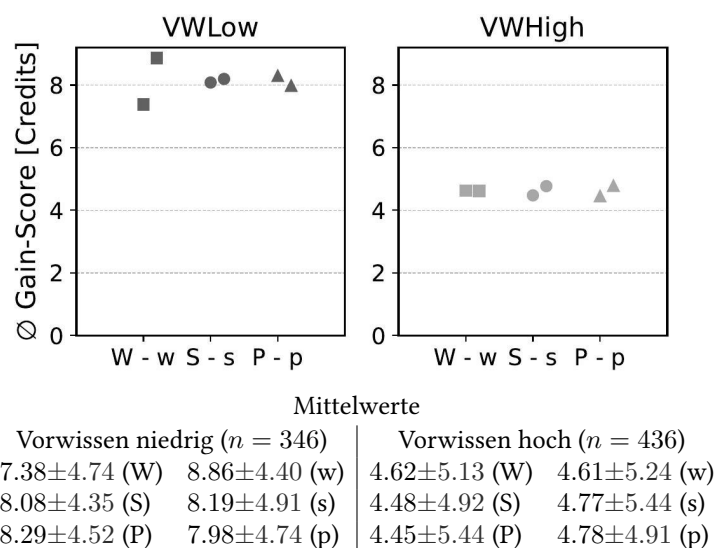 VWLow
VWHigh
∅ Gain-Score [Credits]
8
6
4
2
0
W - w S - s P - p
8
6
4
2
0
W - w S - s P - p
Mittelwerte
Vorwissen niedrig (n = 346) Vorwissen hoch (n = 436)
7.38±4.74 (W) 8.86±4.40 (w) 4.62±5.13 (W) 4.61±5.24 (w)
8.08±4.35 (S) 8.19±4.91 (s) 4.48±4.92 (S) 4.77±5.44 (s)
8.29±4.52 (P) 7.98±4.74 (p) 4.45±5.44 (P) 4.78±4.91 (p)